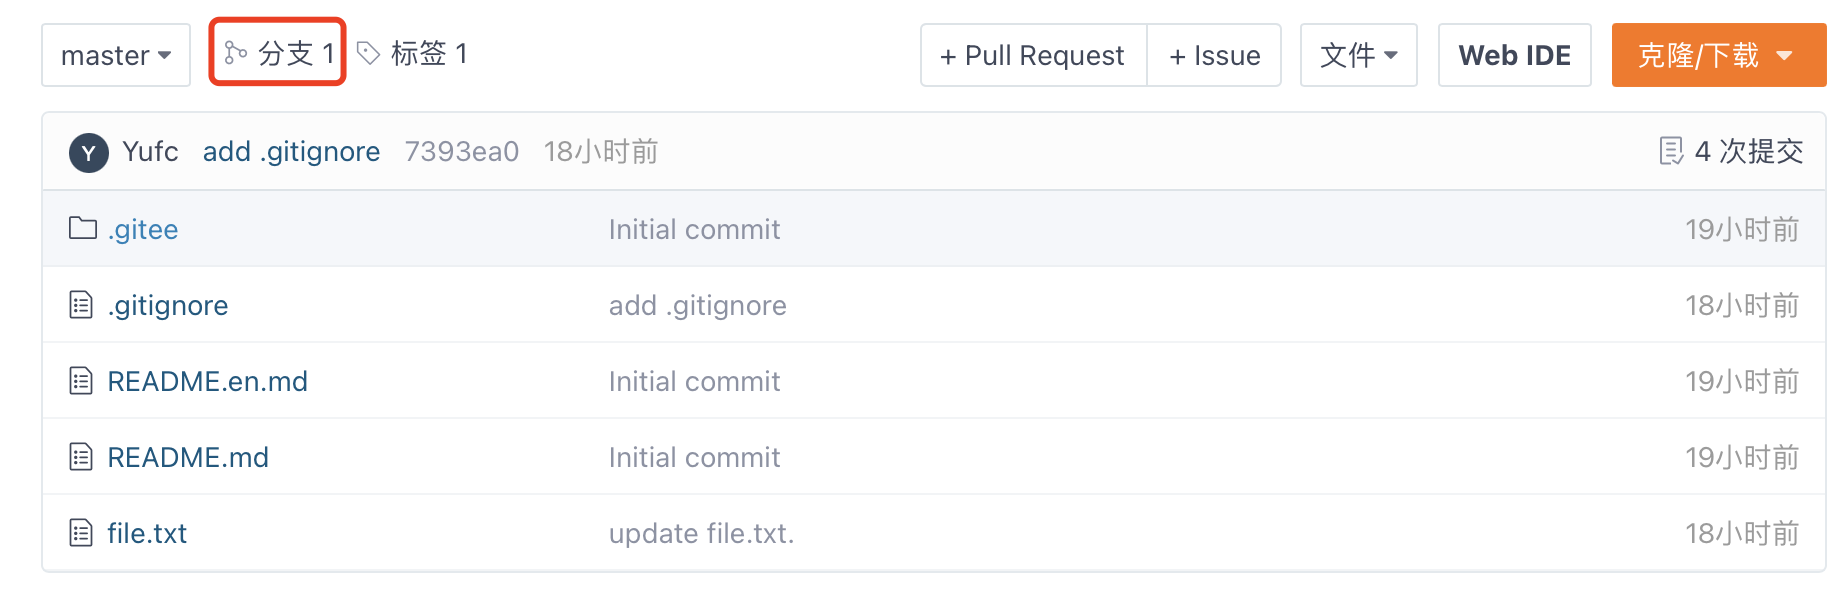 master 分支 1 标签 1 + Pull Request + Issue 文件 Web IDE 克隆/下载
Y Yufc add .gitignore 7393ea0 18小时前 4 次提交
.gitee Initial commit 19小时前
.gitignore add .gitignore 18小时前
README.en.md Initial commit 19小时前
README.md Initial commit 19小时前
file.txt update file.txt. 18小时前